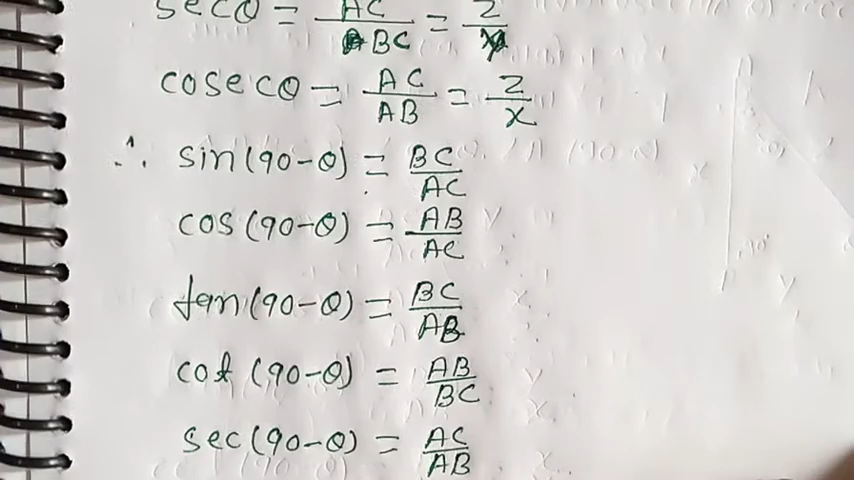 secθ = AC/BC = z/y
cosecθ = AC/AB = z/x
∴ sin(90-θ) = BC/AC
cos(90-θ) = AB/AC
tan(90-θ) = BC/AB
cot(90-θ) = AB/BC
sec(90-θ) = AC/AB